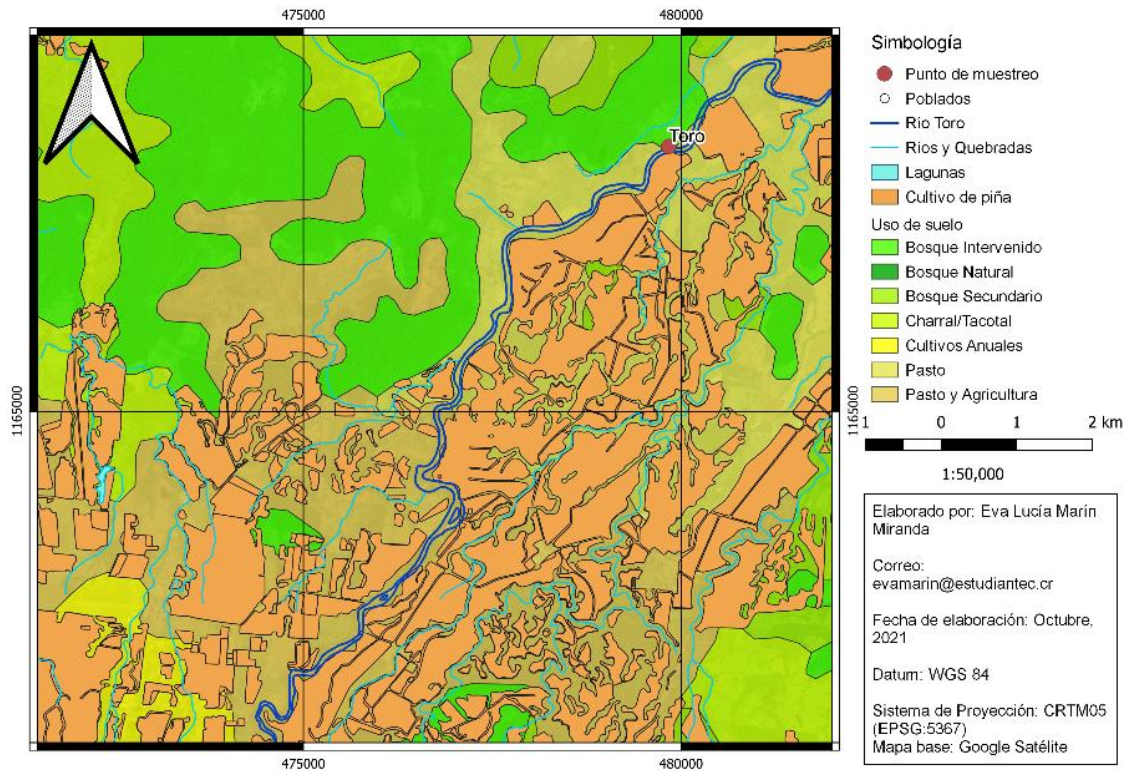 475000
480000
Toro
1165000
1165000
475000
480000
Simbología
Punto de muestreo
Poblados
Rio Toro
Rios y Quebradas
Lagunas
Cultivo de piña
Uso de suelo
Bosque Intervenido
Bosque Natural
Bosque Secundario
Charral/Tacotal
Cultivos Anuales
Pasto
Pasto y Agricultura
1 0 1 2 km
1:50,000
Elaborado por: Eva Lucía Marín
Miranda
Correo:
evamarin@estudiantec.cr
Fecha de elaboración: Octubre,
2021
Datum: WGS 84
Sistema de Proyección: CRTM05
(EPSG:5367)
Mapa base: Google Satélite